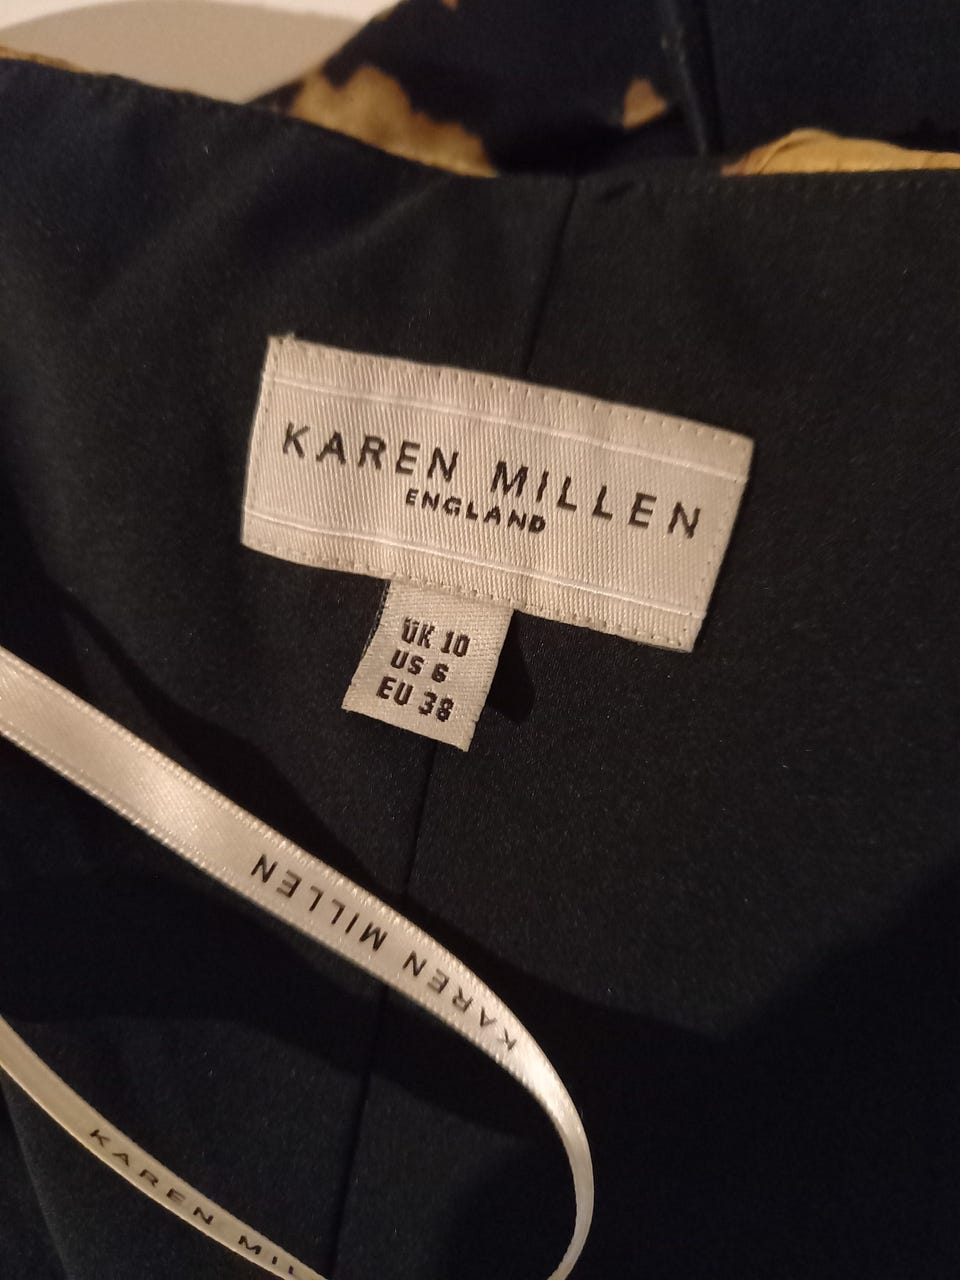 KAREN MILLEN
ENGLAND
UK 10
US 6
EU 38
KAREN MILLEN
KAREN MIL